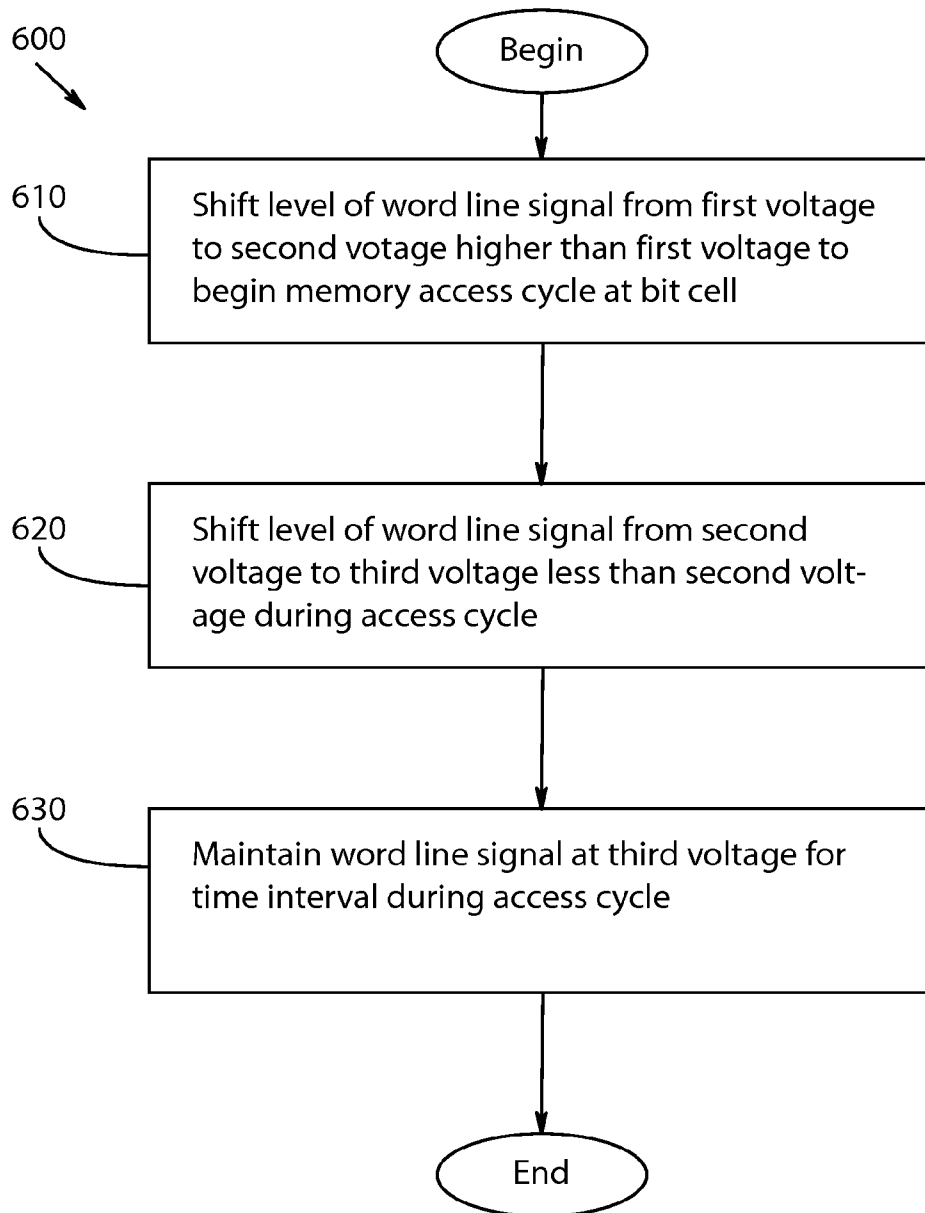 600
Begin
610
Shift level of word line signal from first voltage
to second votage higher than first voltage to
begin memory access cycle at bit cell
620
Shift level of word line signal from second
voltage to third voltage less than second volt-
age during access cycle
630
Maintain word line signal at third voltage for
time interval during access cycle
End